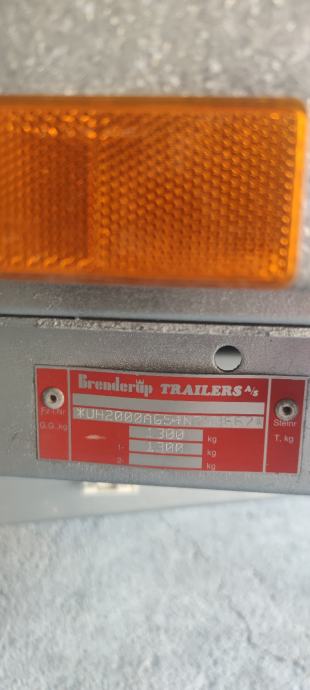 Brenderup TRAILERS A/S
Fz-I.Nr
G.G.,kg 1300 kg
1- 1300 kg
2- kg
Stelnr
T, kg